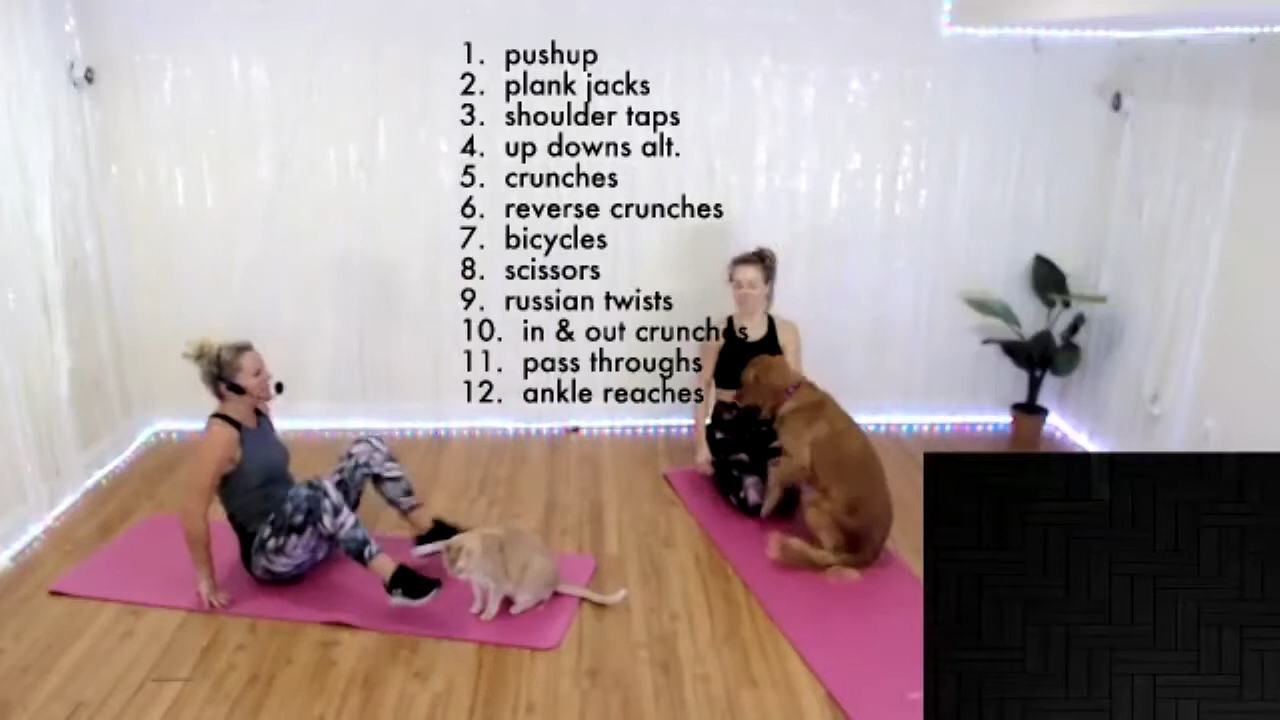 1. pushup
2. plank jacks
3. shoulder taps
4. up downs alt.
5. crunches
6. reverse crunches
7. bicycles
8. scissors
9. russian twists
10. in & out crunches
11. pass throughs
12. ankle reaches